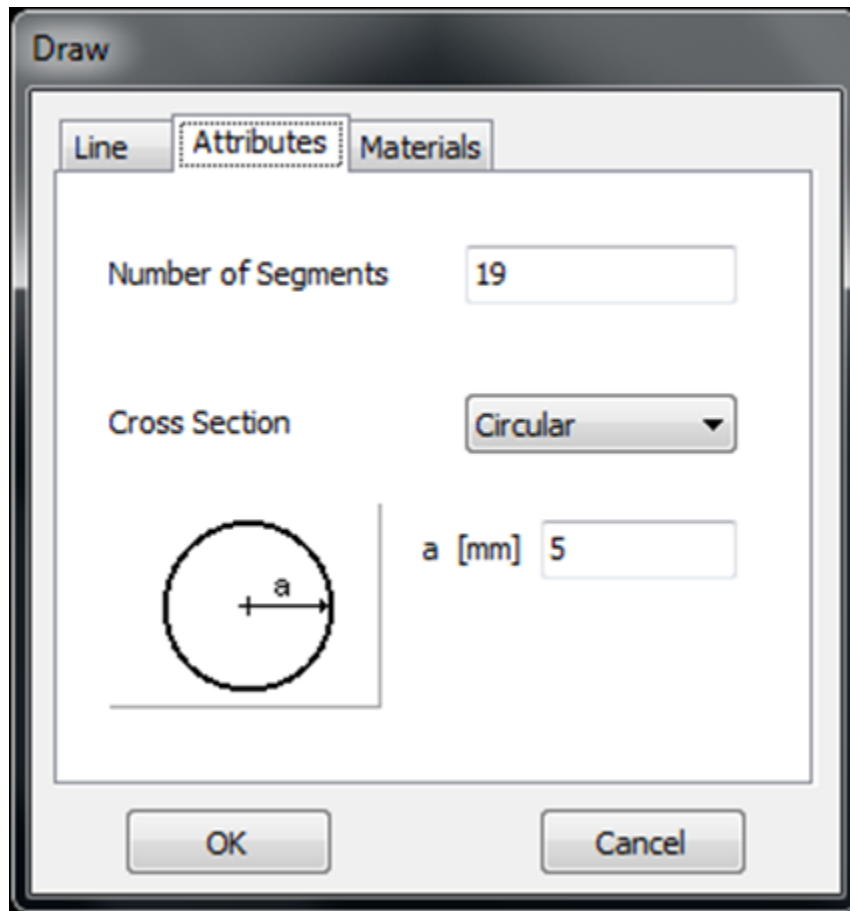 Draw
Line Attributes Materials
Number of Segments 19
Cross Section Circular
a [mm] 5
a
OK Cancel